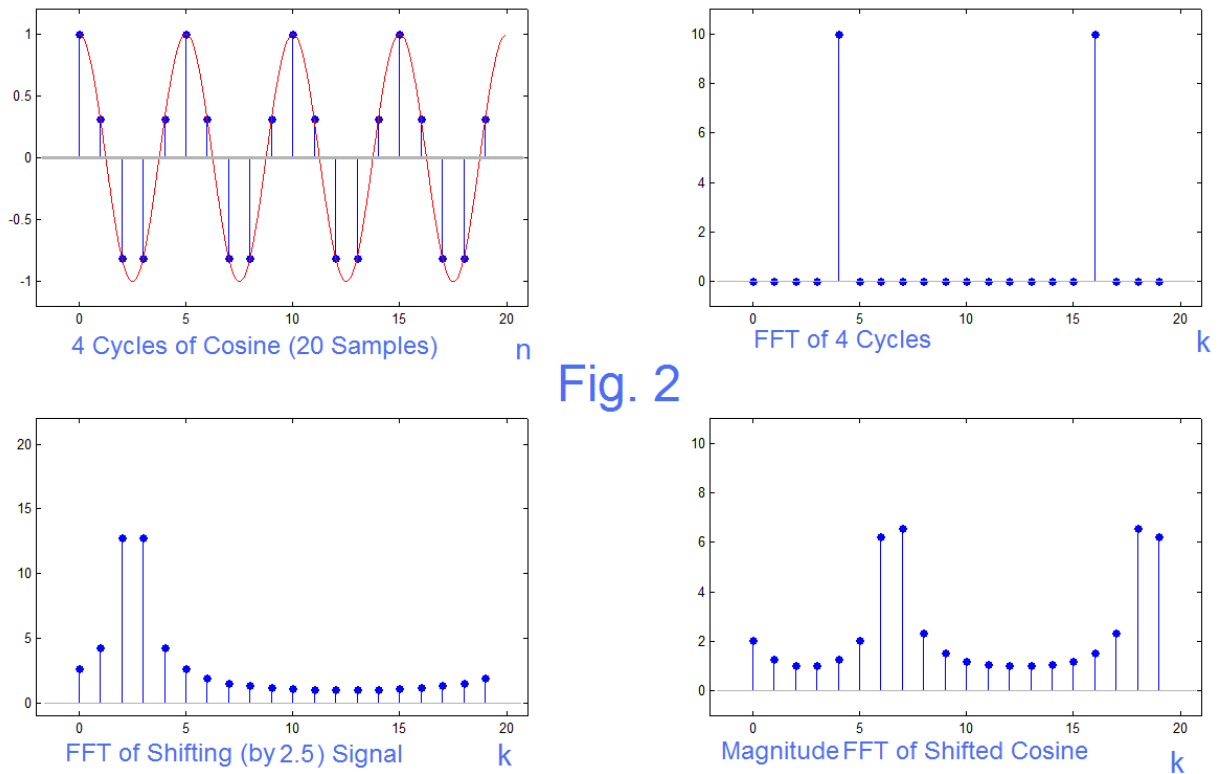 1
0.5
0
-0.5
-1
0 5 10 15 20
4 Cycles of Cosine (20 Samples) n
10
8
6
4
2
0
0 5 10 15 20
FFT of 4 Cycles k
Fig. 2
20
15
10
5
0
0 5 10 15 20
FFT of Shifting (by 2.5) Signal k
10
8
6
4
2
0
0 5 10 15 20
Magnitude FFT of Shifted Cosine k